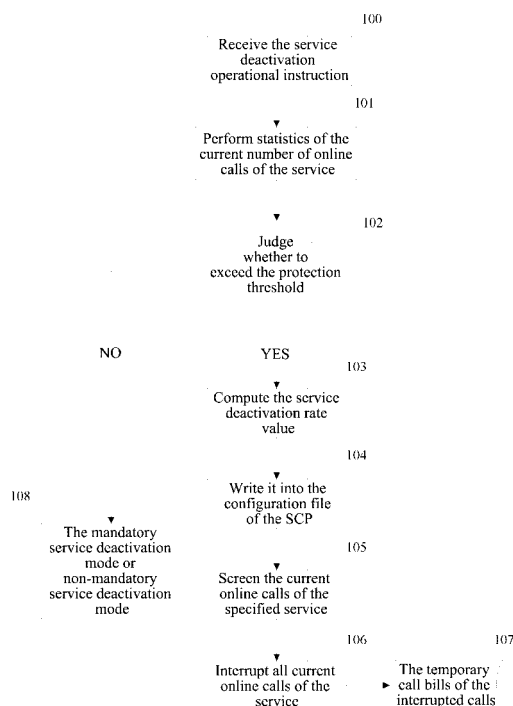 100
Receive the service
deactivation
operational instruction
101
Perform statistics of the
current number of online
calls of the service
102
Judge
whether to
exceed the protection
threshold
NO
YES
103
Compute the service
deactivation rate
value
104
Write it into the
configuration file
of the SCP
108
The mandatory
service deactivation
mode or
non-mandatory
service deactivation
mode
105
Screen the current
online calls of the
specified service
106
Interrupt all current
online calls of the
service
107
The temporary
call bills of the
interrupted calls